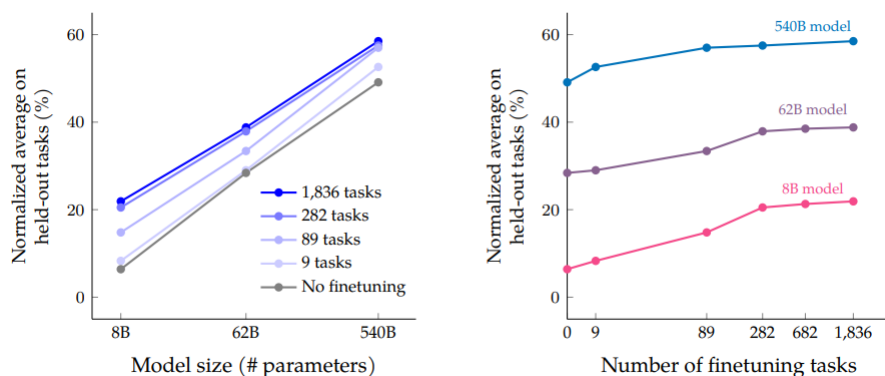 Normalized average on
held-out tasks (%)
60
40
20
0
1,836 tasks
282 tasks
89 tasks
9 tasks
No finetuning
8B
62B
540B
Model size (# parameters)
Normalized average on
held-out tasks (%)
60
40
20
0
540B model
62B model
8B model
0
9
89
282
682
1,836
Number of finetuning tasks